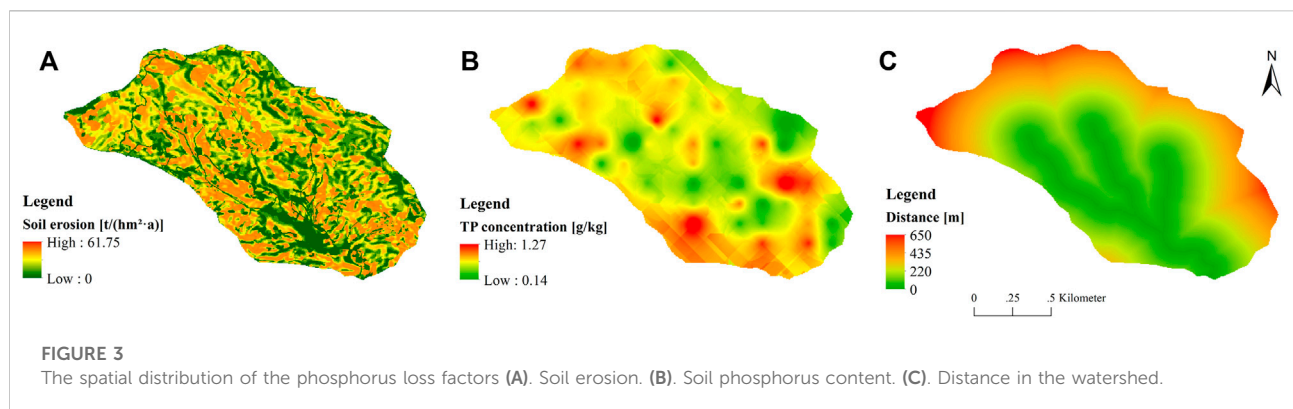 A
B
C
N
Legend
Soil erosion [t/(hm²·a)]
High : 61.75
Low : 0
Legend
TP concentration [g/kg]
High: 1.27
Low : 0.14
Legend
Distance [m]
650
435
220
0
0 .25 .5 Kilometer
FIGURE 3
The spatial distribution of the phosphorus loss factors (A). Soil erosion. (B). Soil phosphorus content. (C). Distance in the watershed.